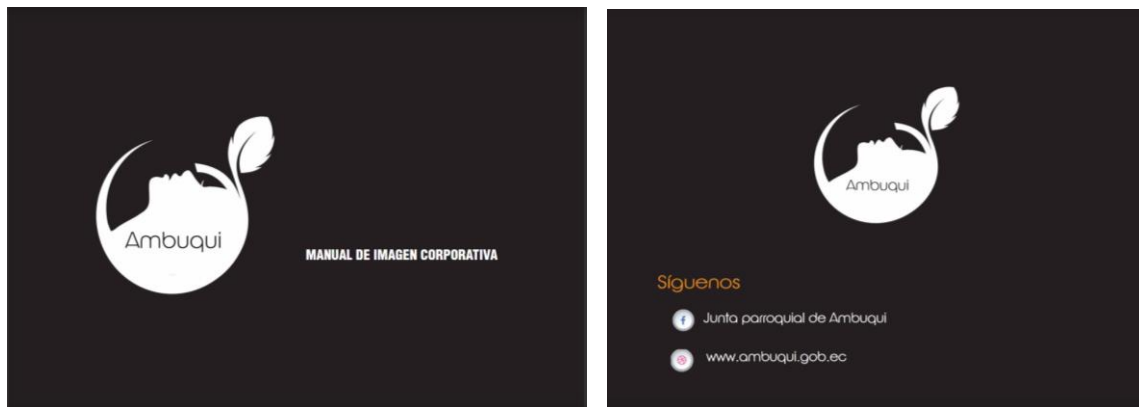 Ambuqui
MANUAL DE IMAGEN CORPORATIVA
Ambuqui
Síguenos
Junta parroquial de Ambuqui
www.ambuqui.gob.ec